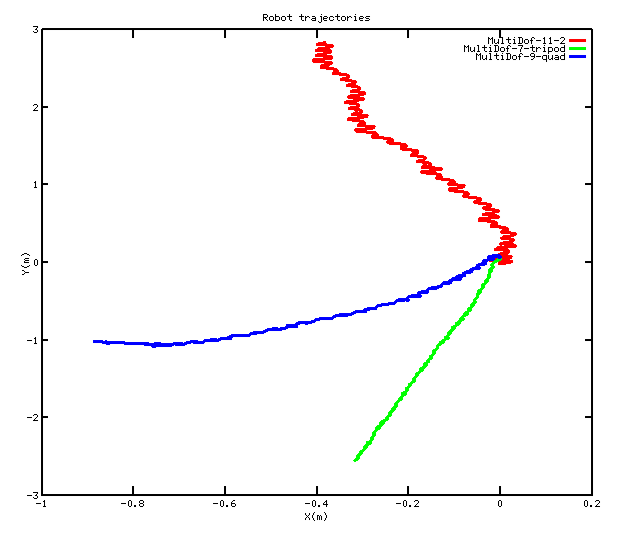 Robot trajectories
MultiDof-11-2
MultiDof-7-tripod
MultiDof-9-quad
3
2
1
0
-1
-2
-3
Y(m)
-1 -0.8 -0.6 -0.4 -0.2 0 0.2
X(m)